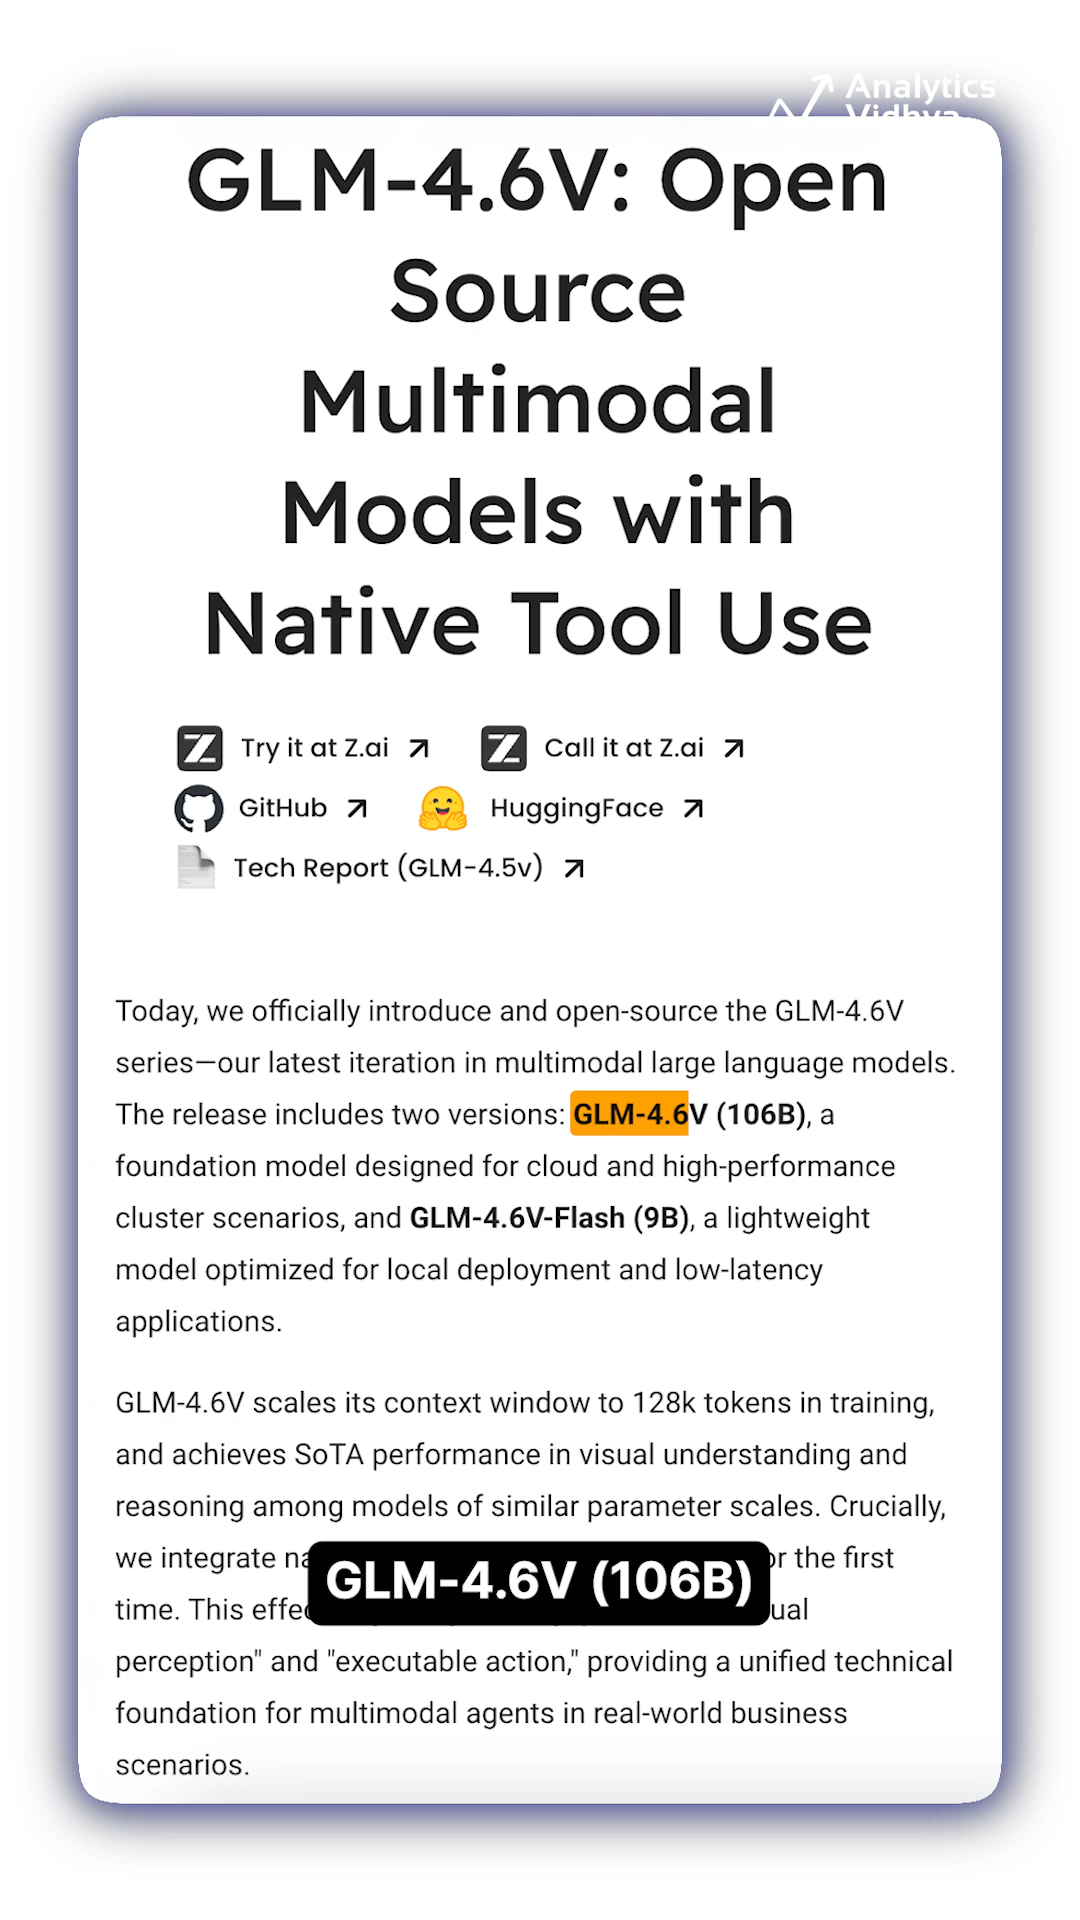 Analytics
Vidhya
GLM-4.6V: Open
Source
Multimodal
Models with
Native Tool Use
Try it at Z.ai Call it at Z.ai
GitHub HuggingFace
Tech Report (GLM-4.5v)
Today, we officially introduce and open-source the GLM-4.6V
series—our latest iteration in multimodal large language models.
The release includes two versions: GLM-4.6V (106B), a
foundation model designed for cloud and high-performance
cluster scenarios, and GLM-4.6V-Flash (9B), a lightweight
model optimized for local deployment and low-latency
applications.
GLM-4.6V scales its context window to 128k tokens in training,
and achieves SoTA performance in visual understanding and
reasoning among models of similar parameter scales. Crucially,
we integrate the first
GLM-4.6V (106B)
time. This
perception" and "executable action," providing a unified technical
foundation for multimodal agents in real-world business
scenarios.